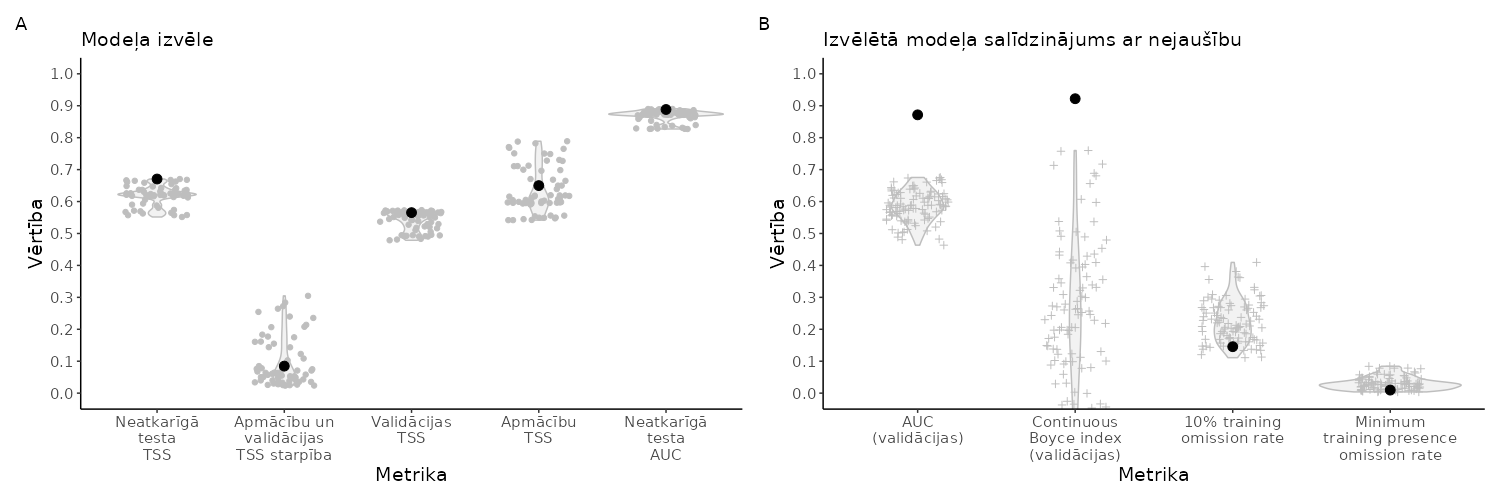 A
Modeļa izvēle
Vērtība
1.0
0.9
0.8
0.7
0.6
0.5
0.4
0.3
0.2
0.1
0.0
Neatkarīgā
testa
TSS
Apmācību un
validācijas
TSS starpība
Validācijas
TSS
Apmācību
TSS
Neatkarīgā
testa
AUC
Metrika
B
Izvēlētā modeļa salīdzinājums ar nejaušību
Vērtība
1.0
0.9
0.8
0.7
0.6
0.5
0.4
0.3
0.2
0.1
0.0
AUC
(validācijas)
Continuous
Boyce index
(validācijas)
10% training
omission rate
Minimum
training presence
omission rate
Metrika